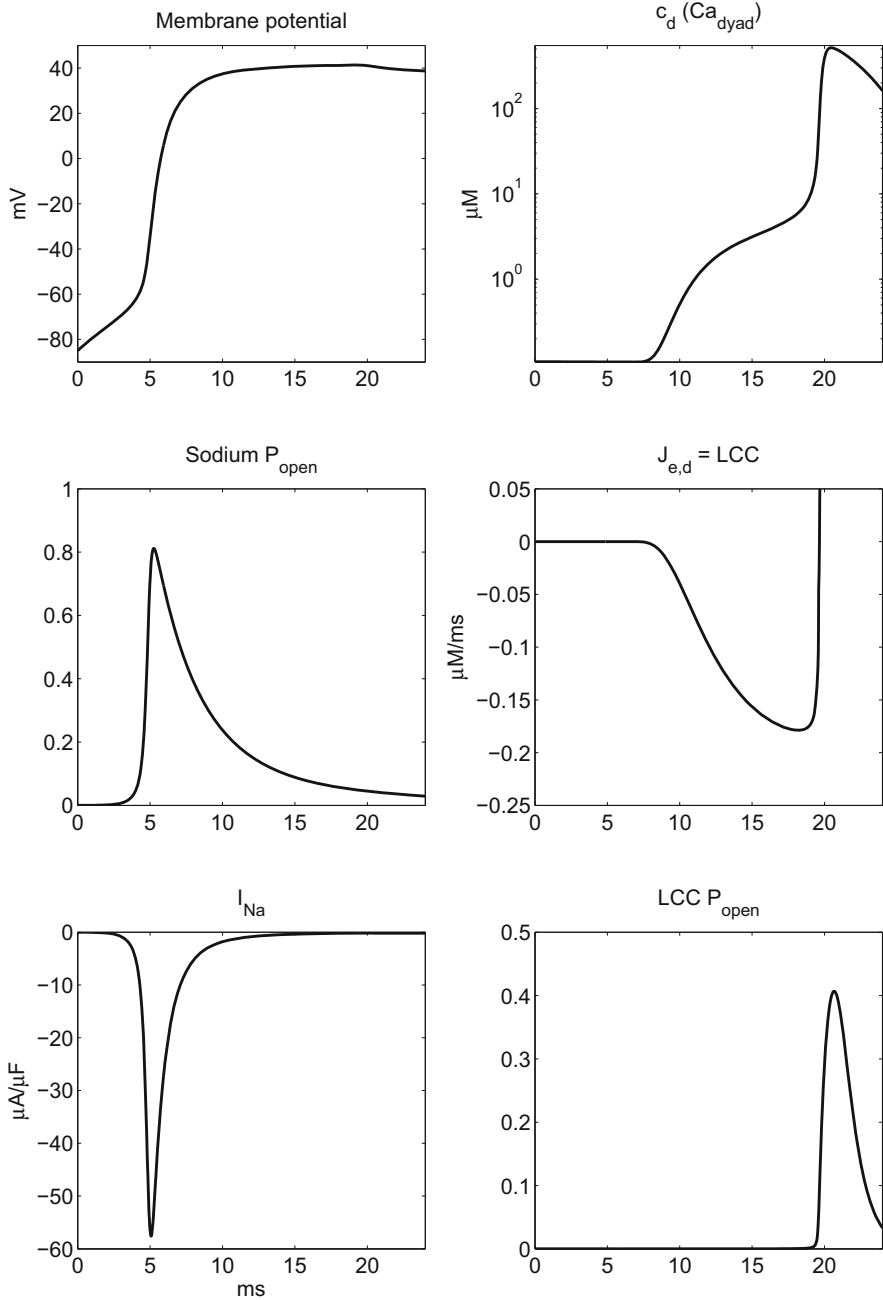 Membrane potential
40
20
0
−20
−40
−60
−80
mV
0 5 10 15 20
c_d (Ca_dyad)
10^2
10^1
10^0
μM
0 5 10 15 20
Sodium P_open
1
0.8
0.6
0.4
0.2
0
0 5 10 15 20
J_e,d = LCC
0.05
0
−0.05
−0.1
−0.15
−0.2
−0.25
μM/ms
0 5 10 15 20
I_Na
0
−10
−20
−30
−40
−50
−60
μA/μF
0 5 10 15 20
ms
LCC P_open
0.5
0.4
0.3
0.2
0.1
0
0 5 10 15 20